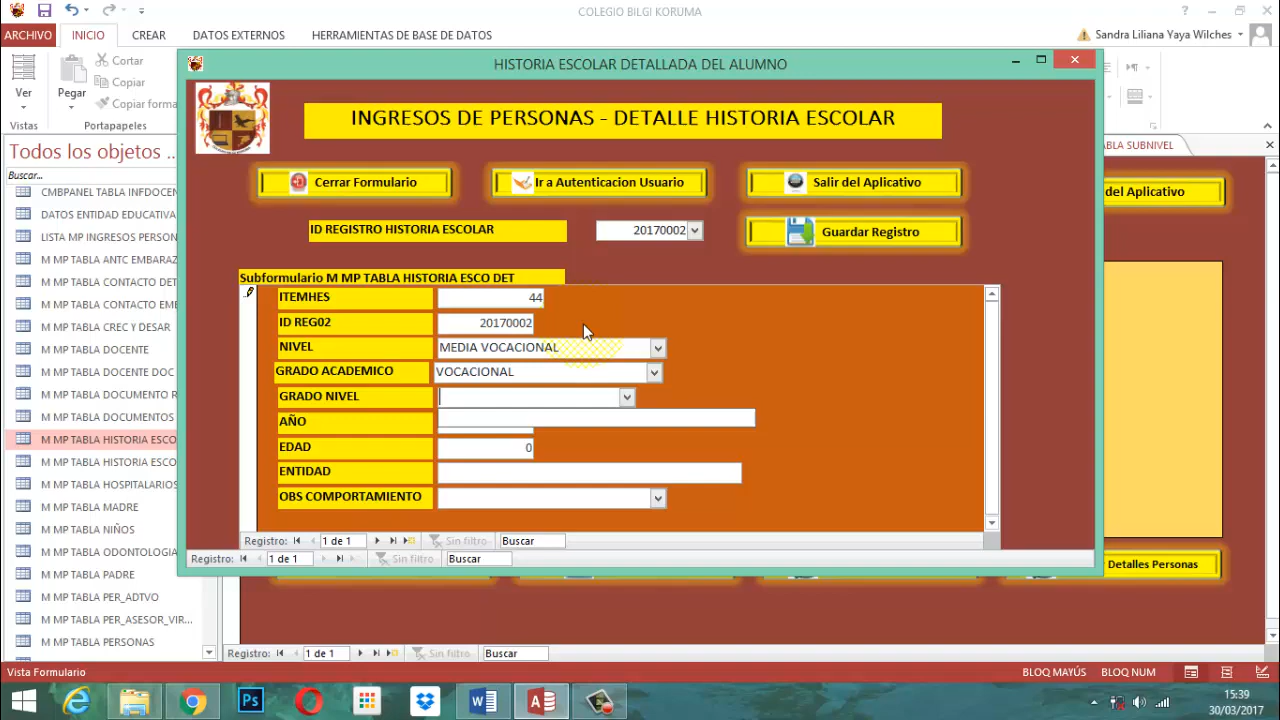 COLEGIO BILGI KORUMA
ARCHIVO INICIO CREAR DATOS EXTERNOS HERRAMIENTAS DE BASE DE DATOS
Sandra Liliana Yaya Wilches
Ver
Vistas
Pegar
Cortar
Copiar
Copiar forma
Portapapeles
HISTORIA ESCOLAR DETALLADA DEL ALUMNO
INGRESOS DE PERSONAS - DETALLE HISTORIA ESCOLAR
Cerrar Formulario
Ir a Autenticacion Usuario
Salir del Aplicativo
ID REGISTRO HISTORIA ESCOLAR 20170002
Guardar Registro
Subformulario M MP TABLA HISTORIA ESCO DET
ITEMHES 44
ID REG02 20170002
NIVEL MEDIA VOCACIONAL
GRADO ACADEMICO VOCACIONAL
GRADO NIVEL
AÑO
EDAD 0
ENTIDAD
OBS COMPORTAMIENTO
Registro: 1 de 1 Sin filtro Buscar
Registro: 1 de 1 Sin filtro Buscar
Todos los objetos ...
Buscar...
CMBPANEL TABLA INFDOCEN
DATOS ENTIDAD EDUCATIVA
LISTA MP INGRESOS PERSON
M MP TABLA ANTC EMBARAZ
M MP TABLA CONTACTO DET
M MP TABLA CONTACTO EME
M MP TABLA CREC Y DESAR
M MP TABLA DOCENTE
M MP TABLA DOCENTE DOC
M MP TABLA DOCUMENTO R
M MP TABLA DOCUMENTOS
M MP TABLA HISTORIA ESCO
M MP TABLA HISTORIA ESCO
M MP TABLA HOSPITALARIOS
M MP TABLA MADRE
M MP TABLA NIÑOS
M MP TABLA ODONTOLOGIA
M MP TABLA PADRE
M MP TABLA PER_ADTVO
M MP TABLA PER_ASESOR_VIR...
M MP TABLA PERSONAS
TABLA SUBNIVEL
del Aplicativo
Detalles Personas
Registro: 1 de 1 Sin filtro Buscar
Vista Formulario
BLOQ MAYÚS BLOQ NUM
15:39
30/03/2017